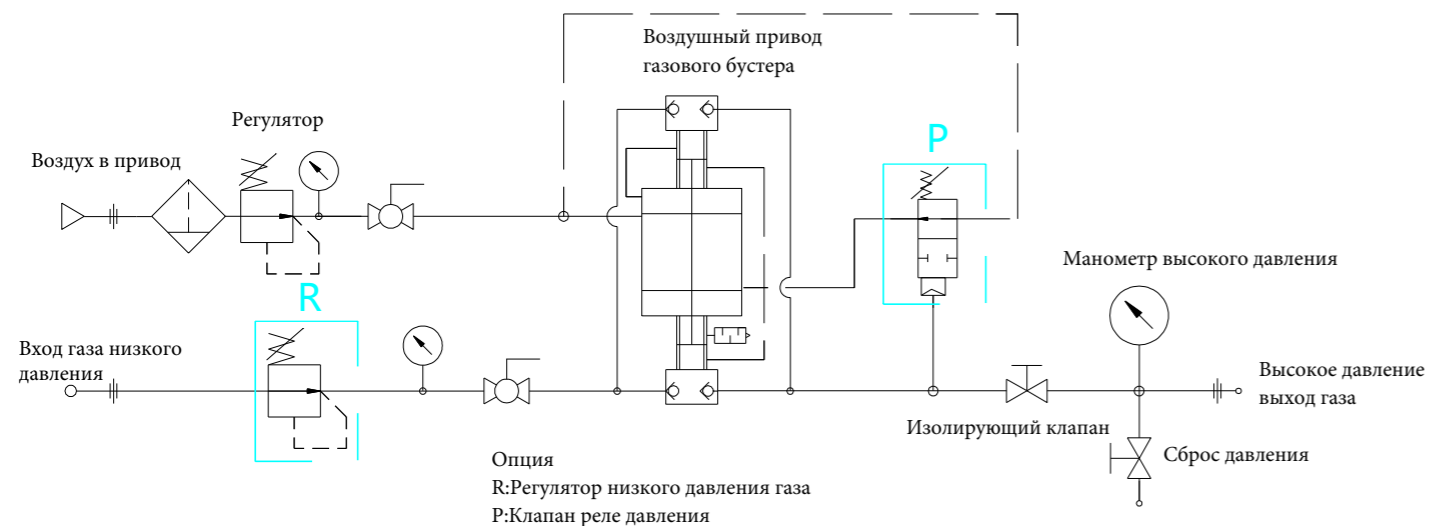 Воздушный привод
газового бустера
Регулятор
Воздух в привод
P
Манометр высокого давления
R
Вход газа низкого
давления
Высокое давление
выход газа
Изолирующий клапан
Сброс давления
Опция
R:Регулятор низкого давления газа
P:Клапан реле давления